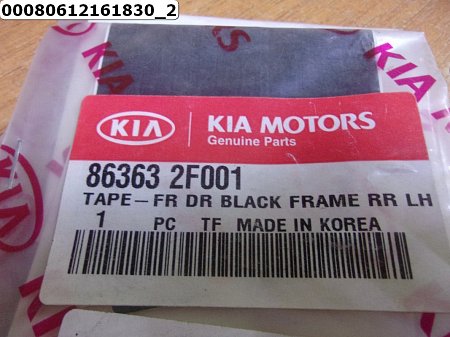 00080612161830_2
KIA
KIA MOTORS
Genuine Parts
86363 2F001
TAPE-FR DR BLACK FRAME RR LH
1 PC TF MADE IN KOREA